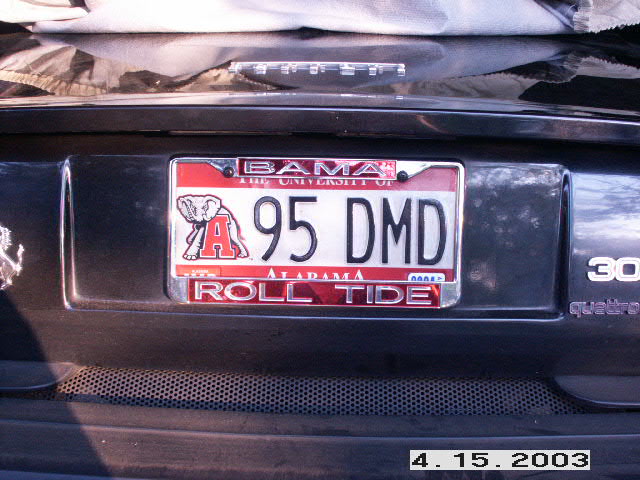 BAMA
THE UNIVERSITY OF
A 95 DMD
ALABAMA
ROLL TIDE
30
quattro
4.15.2003